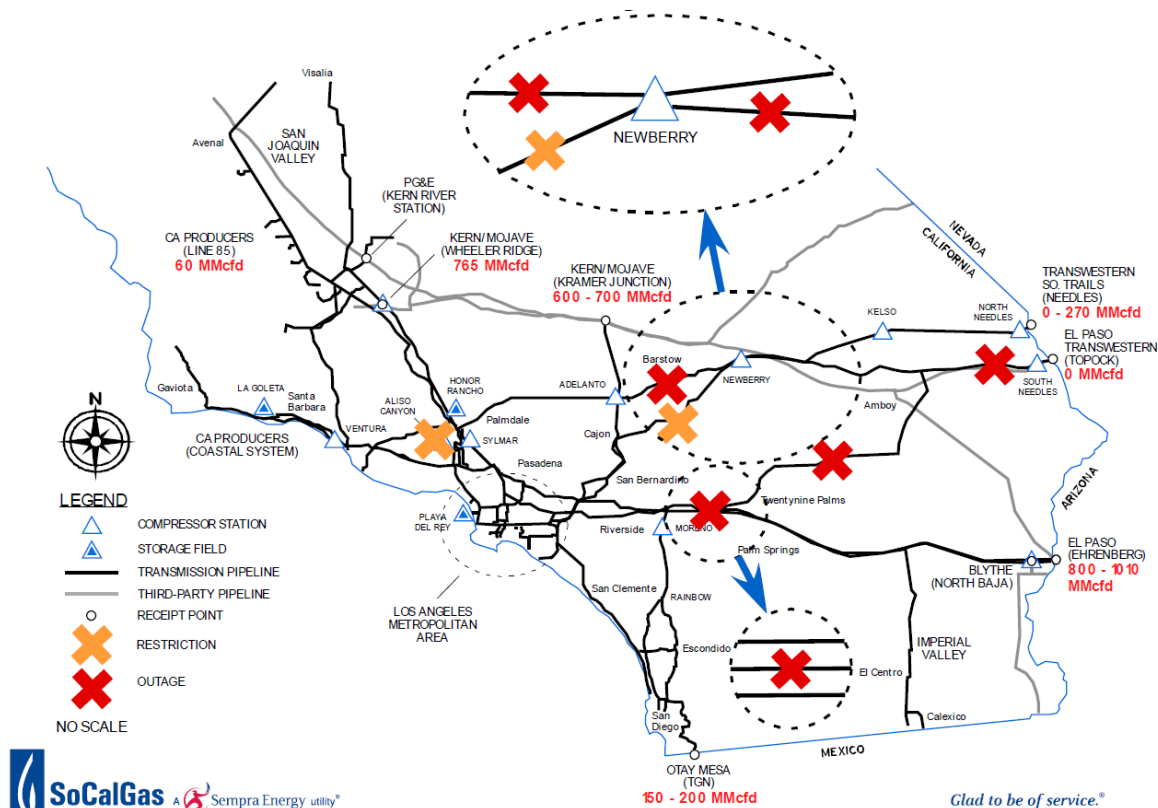 NEWBERRY
Visalia
Avenal
SAN
JOAQUIN
VALLEY
PG&E
(KERN RIVER
STATION)
CA PRODUCERS
(LINE 85)
60 MMcfd
KERN/MOJAVE
(WHEELER RIDGE)
765 MMcfd
KERN/MOJAVE
(KRAMER JUNCTION)
600 - 700 MMcfd
NEVADA
CALIFORNIA
TRANSWESTERN
SO. TRAILS
(NEEDLES)
0 - 270 MMcfd
EL PASO
TRANSWESTERN
(TOPOCK)
0 MMcfd
KELSO
NORTH
NEEDLES
SOUTH
NEEDLES
Barstow
NEWBERRY
Amboy
ADELANTO
Cajon
Gaviota
LA GOLETA
Santa
Barbara
HONOR
RANCHO
ALISO
CANYON
Palmdale
VENTURA
SYLMAR
CA PRODUCERS
(COASTAL SYSTEM)
Pasadena
San Bernardino
Twentynine Palms
PLAYA
DEL REY
Riverside
MORENO
Palm Springs
ARIZONA
EL PASO
(EHRENBERG)
800 - 1010
MMcfd
BLYTHE
(NORTH BAJA)
San Clemente
RAINBOW
LOS ANGELES
METROPOLITAN
AREA
Escondido
El Centro
IMPERIAL
VALLEY
San
Diego
Calexico
MEXICO
OTAY MESA
(TGN)
150 - 200 MMcfd
N
LEGEND
COMPRESSOR STATION
STORAGE FIELD
TRANSMISSION PIPELINE
THIRD-PARTY PIPELINE
RECEIPT POINT
RESTRICTION
OUTAGE
NO SCALE
SoCalGas
A Sempra Energy utility®
Glad to be of service.®